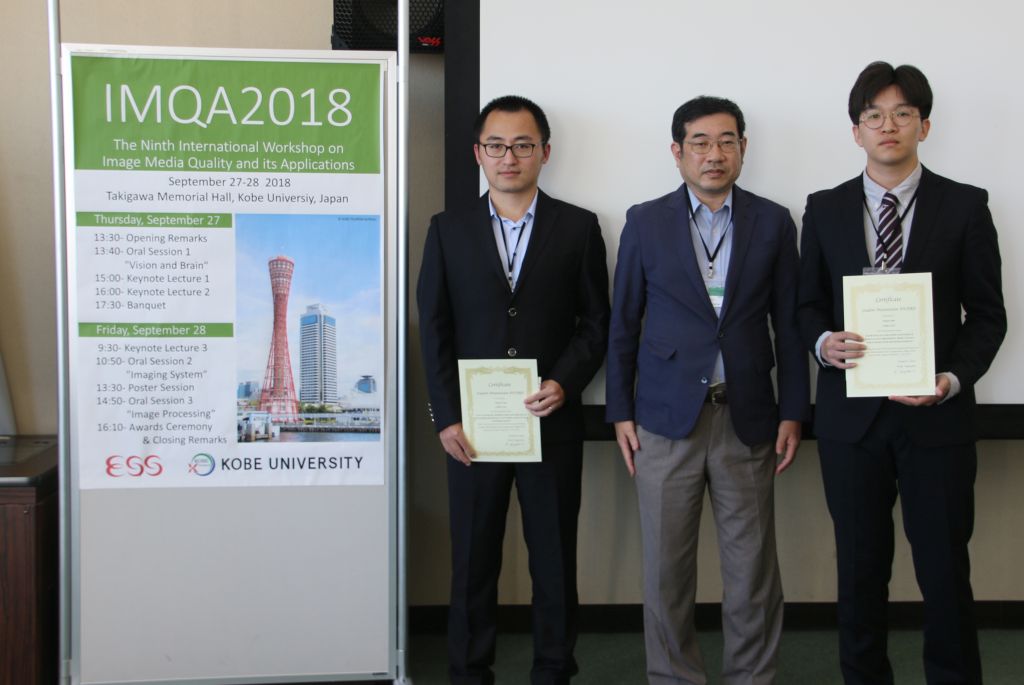 IMQA2018
The Ninth International Workshop on
Image Media Quality and its Applications
September 27-28 2018
Takigawa Memorial Hall, Kobe Universiy, Japan
Thursday, September 27
13:30- Opening Remarks
13:40- Oral Session 1
"Vision and Brain"
15:00- Keynote Lecture 1
16:00- Keynote Lecture 2
17:30- Banquet
Friday, September 28
9:30- Keynote Lecture 3
10:50- Oral Session 2
"Imaging System"
13:30- Poster Session
14:50- Oral Session 3
"Image Processing"
16:10- Awards Ceremony
& Closing Remarks
ESS
KOBE UNIVERSITY
Certificate
Certificate